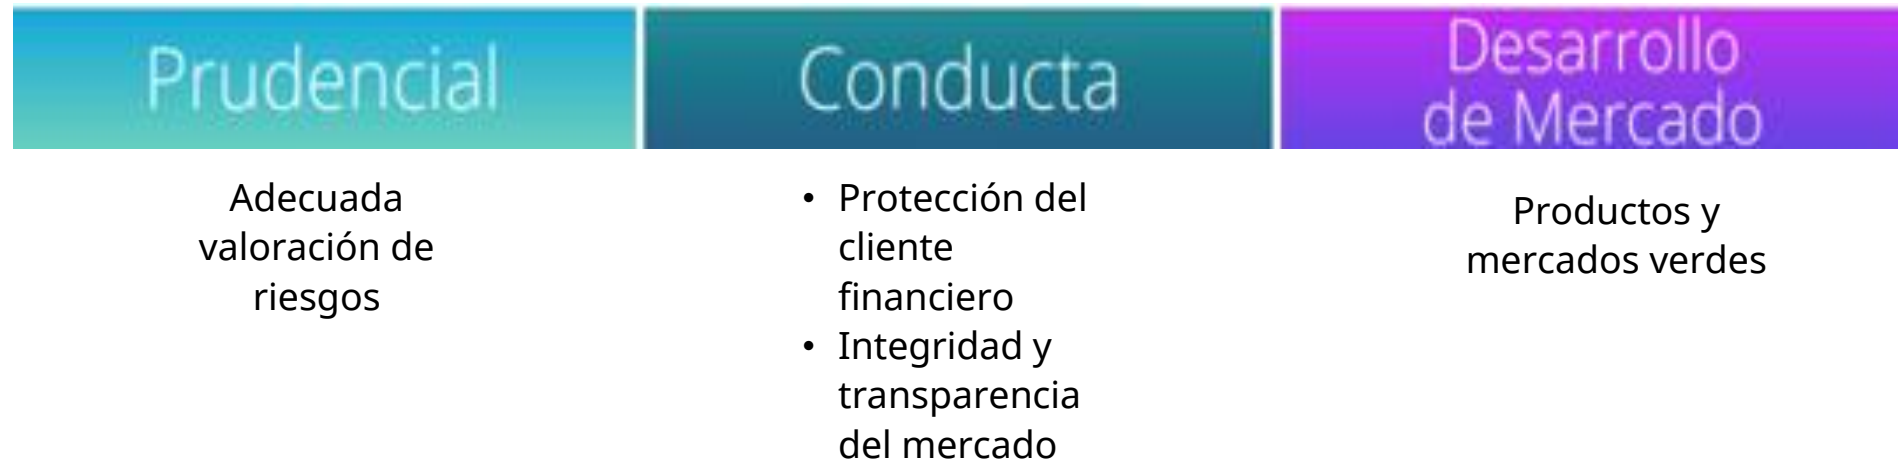 Prudencial
Adecuada
valoración de
riesgos
Conducta
• Protección del
cliente
financiero
• Integridad y
transparencia
del mercado
Desarrollo
de Mercado
Productos y
mercados verdes